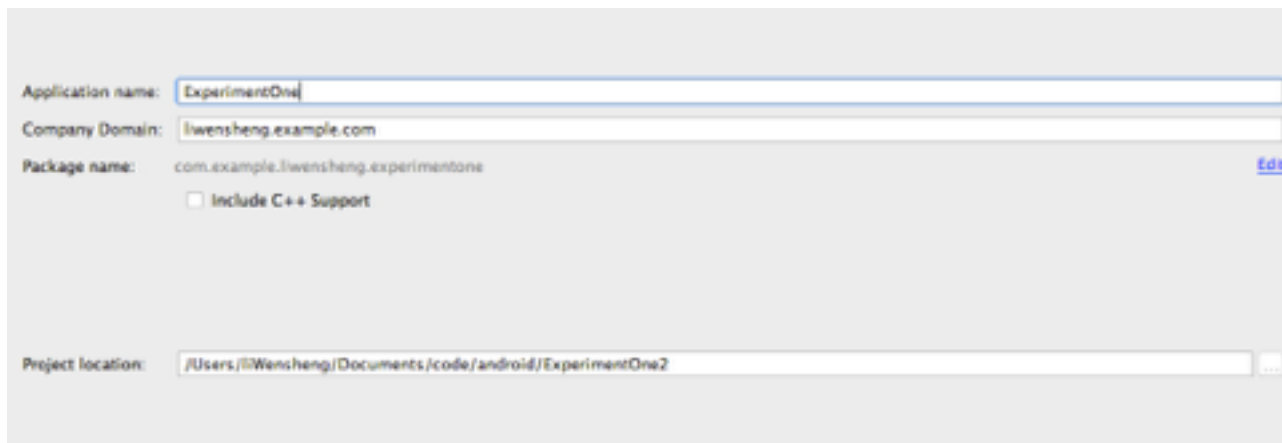 Application name: ExperimentOne
Company Domain: liwensheng.example.com
Package name: com.example.liwensheng.experimentone Edit
Include C++ Support
Project location: /Users/liWensheng/Documents/code/android/ExperimentOne2 ...